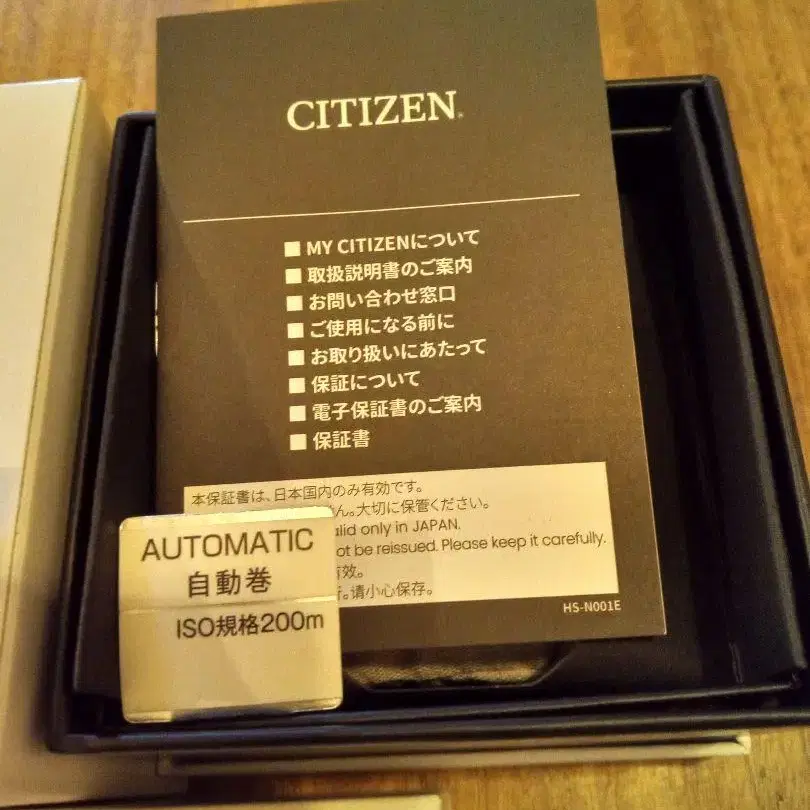 CITIZEN
■ MY CITIZENについて
■ 取扱説明書のご案内
■ お問い合わせ窓口
■ ご使用になる前に
■ お取り扱いにあたって
■ 保証について
■ 電子保証書のご案内
■ 保証書
本保証書は、日本国内のみ有効です。
ん。大切に保管ください。
alid only in JAPAN.
ot be reissued. Please keep it carefully.
有效。
。请小心保存。
HS-N001E
AUTOMATIC
自動巻
ISO規格200m